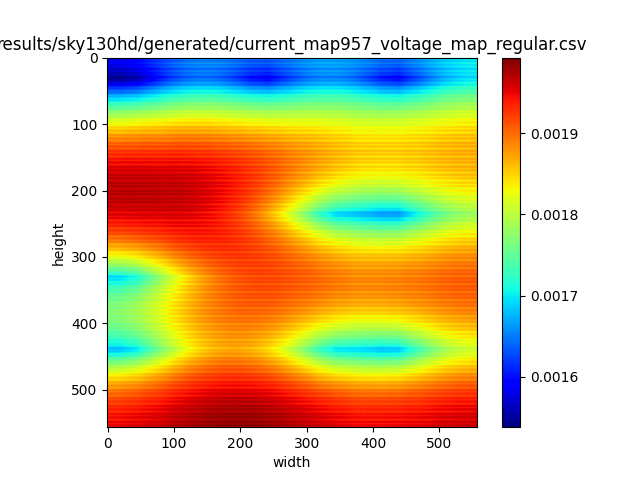 results/sky130hd/generated/current_map957_voltage_map_regular.csv
0
100
200
300
400
500
height
0 100 200 300 400 500
width
0.0019
0.0018
0.0017
0.0016